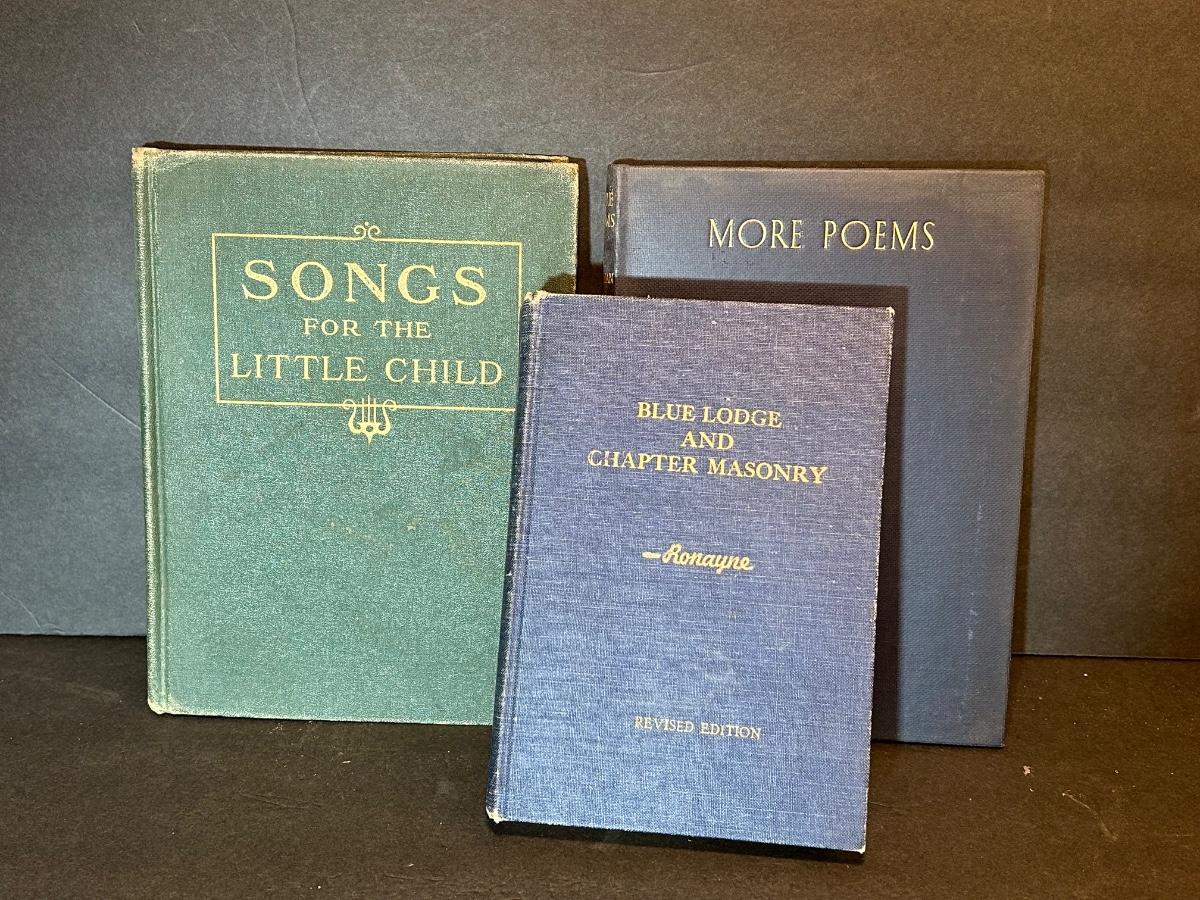 SONGS
FOR THE
LITTLE CHILD
MORE POEMS
BLUE LODGE
AND
CHAPTER MASONRY
—Ronayne
REVISED EDITION